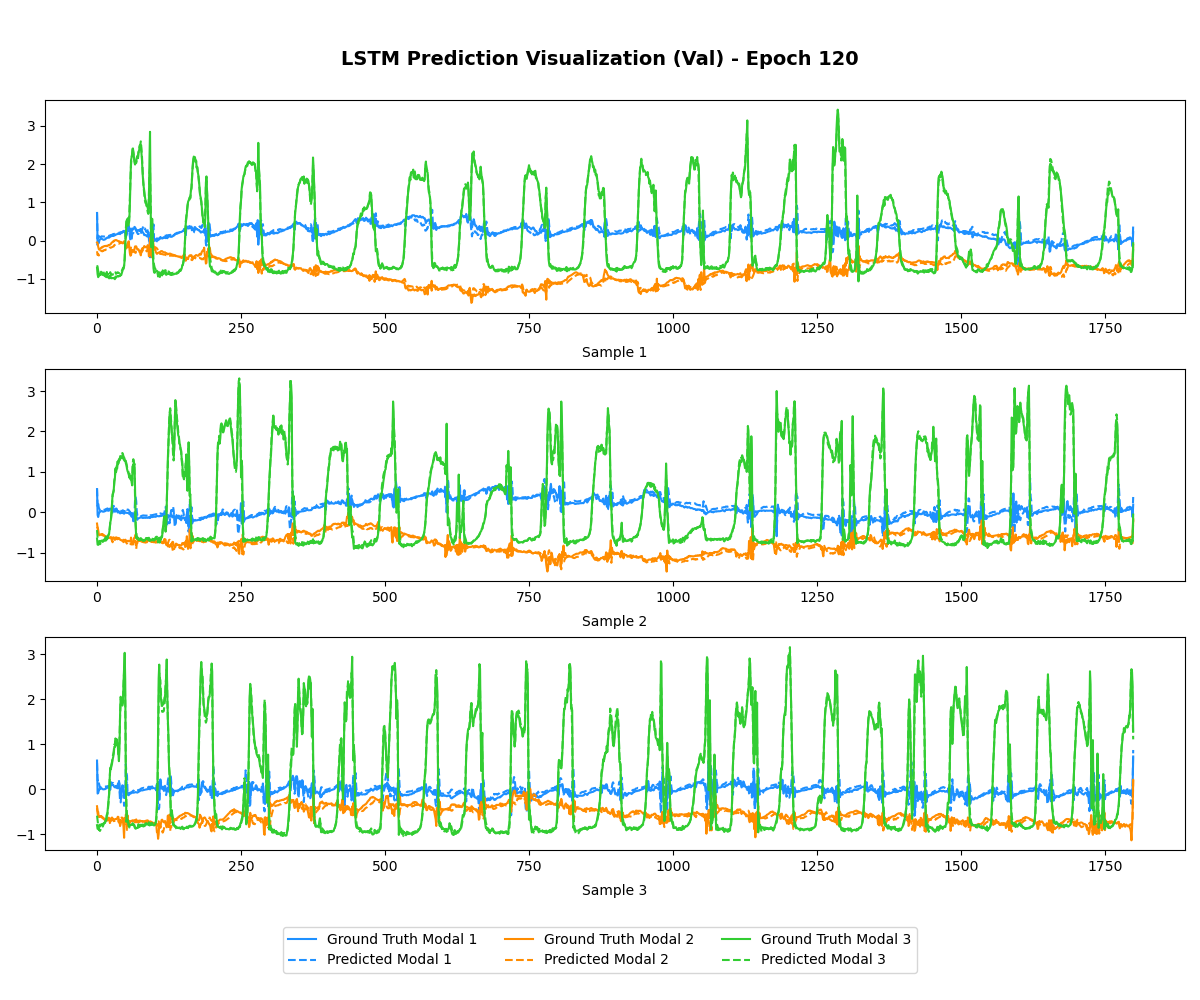 LSTM Prediction Visualization (Val) - Epoch 120
3
2
1
0
−1
0 250 500 750 1000 1250 1500 1750
Sample 1
3
2
1
0
−1
0 250 500 750 1000 1250 1500 1750
Sample 2
3
2
1
0
−1
0 250 500 750 1000 1250 1500 1750
Sample 3
Ground Truth Modal 1 Ground Truth Modal 2 Ground Truth Modal 3
Predicted Modal 1 Predicted Modal 2 Predicted Modal 3